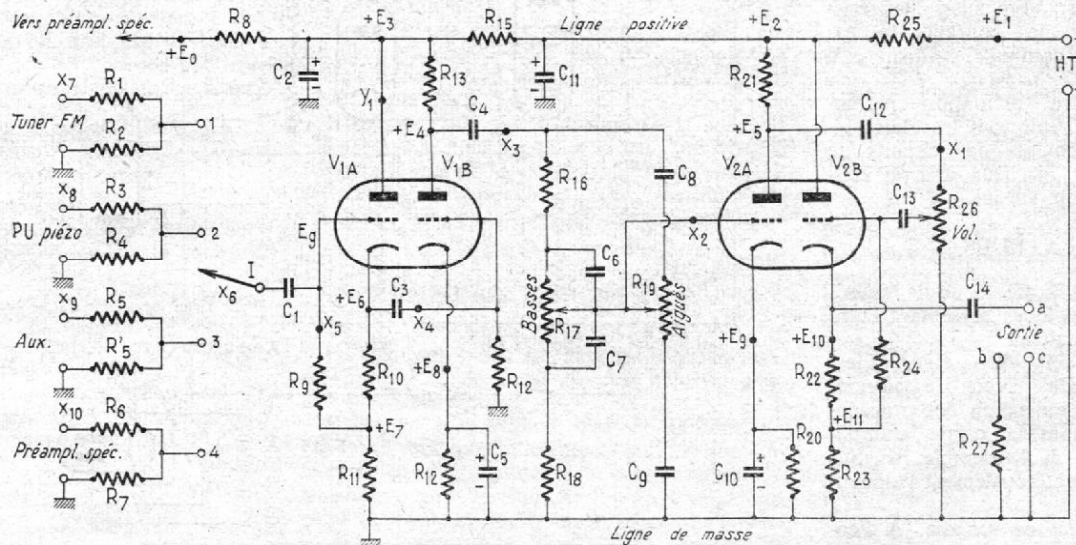 Vers préampl. spéc.
+E₀
R₈
+E₃
R₁₅
Ligne positive
+E₂
R₂₅
+E₁
HT
C₂
+
-
Y₁
R₁₃
C₁₁
+
-
R₂₁
X₇
R₁
1
Tuner FM
R₂
C₄
+E₄
X₃
+E₅
C₁₂
X₁
V₁A
V₁B
R₁₆
C₈
V₂A
V₂B
C₁₃
R₂₆
Vol.
X₈
R₃
2
PU piézo
R₄
Eg
X₂
I
X₆
C₁
+E₆
C₃
X₄
C₆
Basses
R₁₇
C₇
R₁₉
Aiguës
C₁₄
a
Sortie
b
c
X₉
R₅
3
Aux.
R'₅
X₅
R₉
R₁₀
+E₈
R₁₂
+E₉
+E₁₀
R₂₂
R₂₄
X₁₀
R₆
4
Préampl. spéc.
R₇
+E₇
R₁₁
R₁₂
C₅
+
-
R₁₈
C₉
C₁₀
+
-
R₂₀
+E₁₁
R₂₃
R₂₇
Ligne de masse